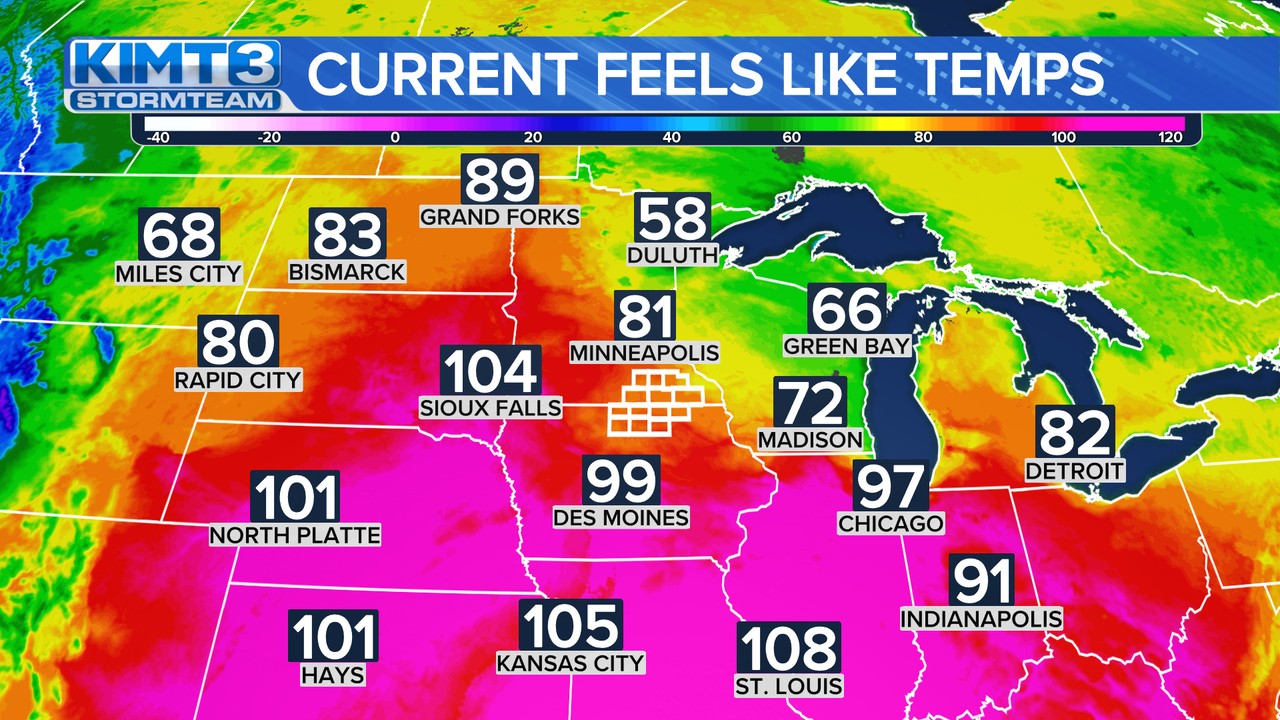 KIMT 3
STORMTEAM
CURRENT FEELS LIKE TEMPS
-40 -20 0 20 40 60 80 100 120
89
GRAND FORKS
68
MILES CITY
83
BISMARCK
58
DULUTH
81
MINNEAPOLIS
66
GREEN BAY
80
RAPID CITY
104
SIOUX FALLS
72
MADISON
82
DETROIT
101
NORTH PLATTE
99
DES MOINES
97
CHICAGO
91
INDIANAPOLIS
101
HAYS
105
KANSAS CITY
108
ST. LOUIS